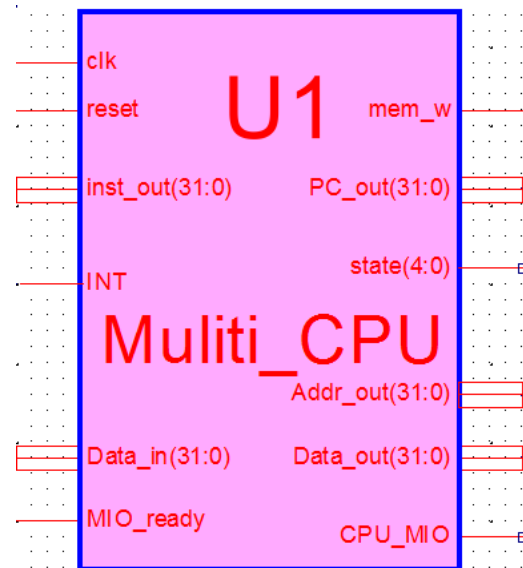 clk
U1
reset
mem_w
inst_out(31:0)
PC_out(31:0)
state(4:0)
INT
Muliti_CPU
Addr_out(31:0)
Data_in(31:0)
Data_out(31:0)
MIO_ready
CPU_MIO